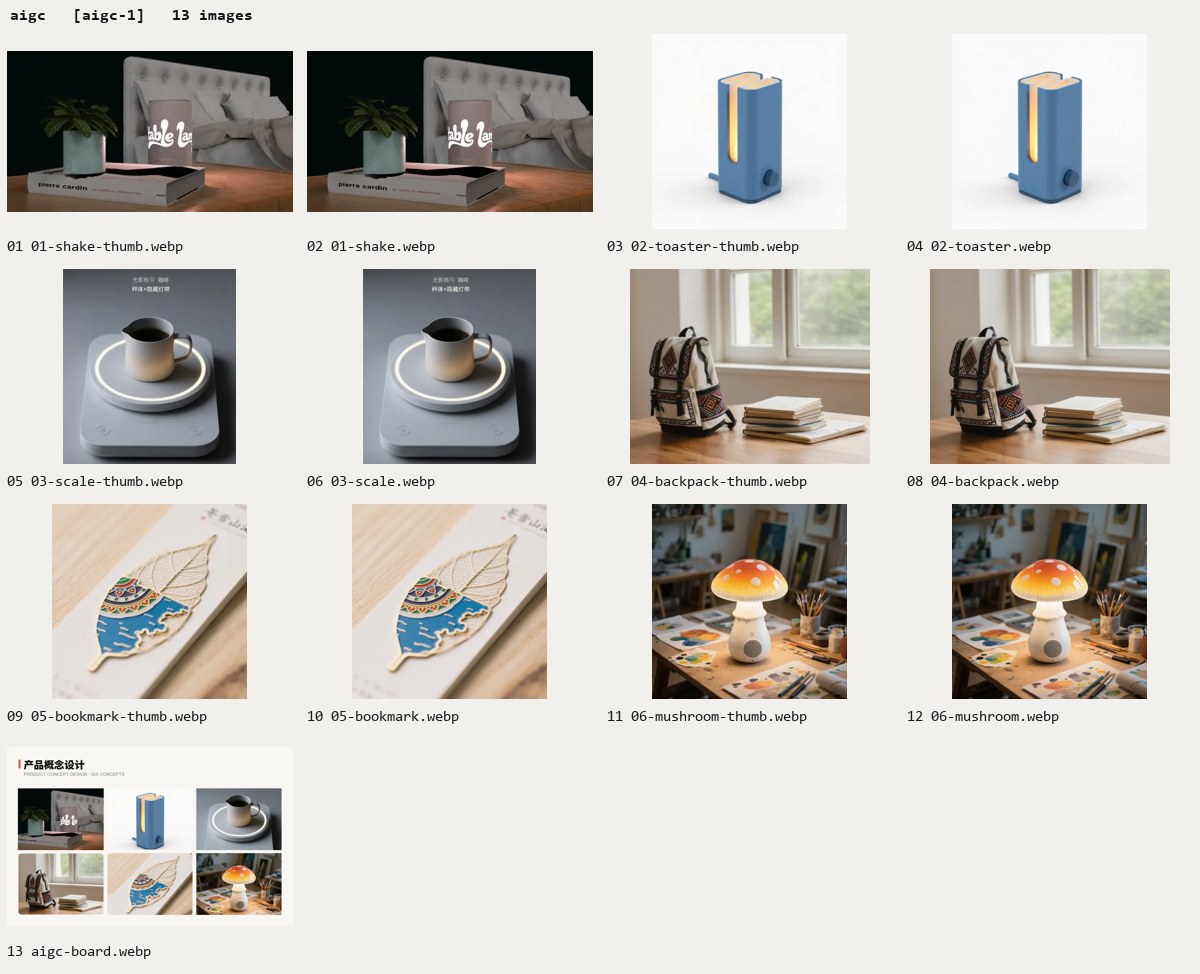 aigc [aigc-1] 13 images
able lan
pierre cardin
able lan
pierre cardin
01 01-shake-thumb.webp
02 01-shake.webp
03 02-toaster-thumb.webp
04 02-toaster.webp
05 03-scale-thumb.webp
06 03-scale.webp
07 04-backpack-thumb.webp
08 04-backpack.webp
09 05-bookmark-thumb.webp
10 05-bookmark.webp
11 06-mushroom-thumb.webp
12 06-mushroom.webp
产品概念设计
PRODUCT CONCEPT DESIGN · SIX CONCEPTS
13 aigc-board.webp